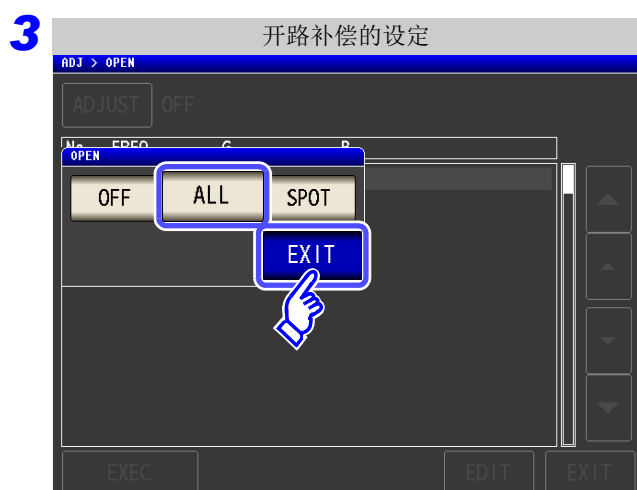 3
开路补偿的设定
ADJ > OPEN
ADJUST OFF
No. FREQ G B
OPEN
OFF ALL SPOT
EXIT
EXEC EDIT EXIT